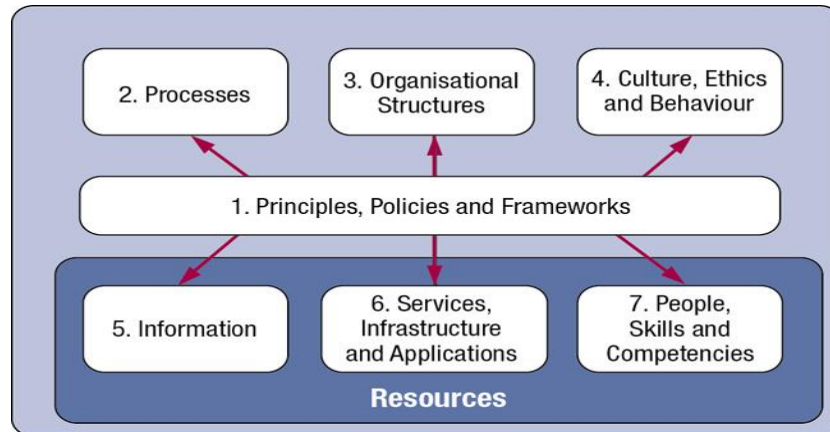 2. Processes
3. Organisational
Structures
4. Culture, Ethics
and Behaviour
1. Principles, Policies and Frameworks
5. Information
6. Services,
Infrastructure
and Applications
7. People,
Skills and
Competencies
Resources